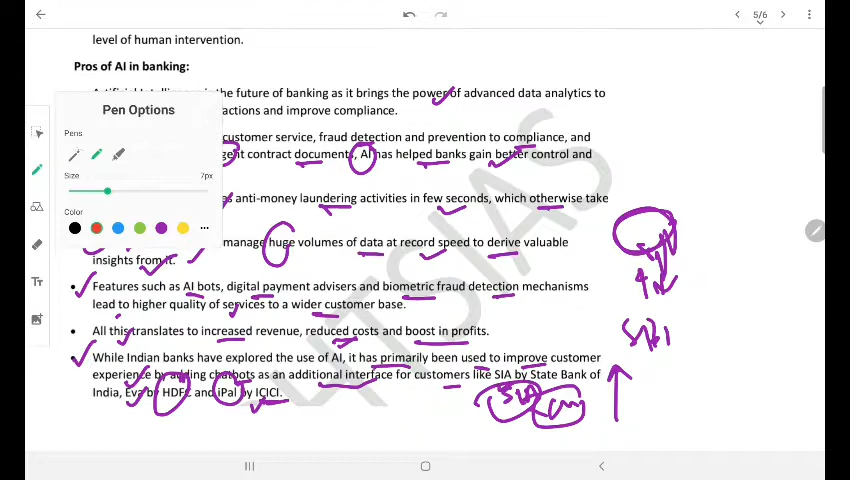 5/6
level of human intervention.
Pros of AI in banking:
is the future of banking as it brings the power of advanced data analytics to
Pen Options
actions and improve compliance.
Pens
customer service, fraud detection and prevention to compliance, and
contract documents, AI has helped banks gain better control and
Size 7px
anti-money laundering activities in few seconds, which otherwise take
Color
manage huge volumes of data at record speed to derive valuable
insights from it.
• Features such as AI bots, digital payment advisers and biometric fraud detection mechanisms
lead to higher quality of services to a wider customer base.
• All this translates to increased revenue, reduced costs and boost in profits.
• While Indian banks have explored the use of AI, it has primarily been used to improve customer
experience by adding chatbots as an additional interface for customers like SIA by State Bank of
India, Eva by HDFC and iPal by ICICI.
SIA
SBI
Tт